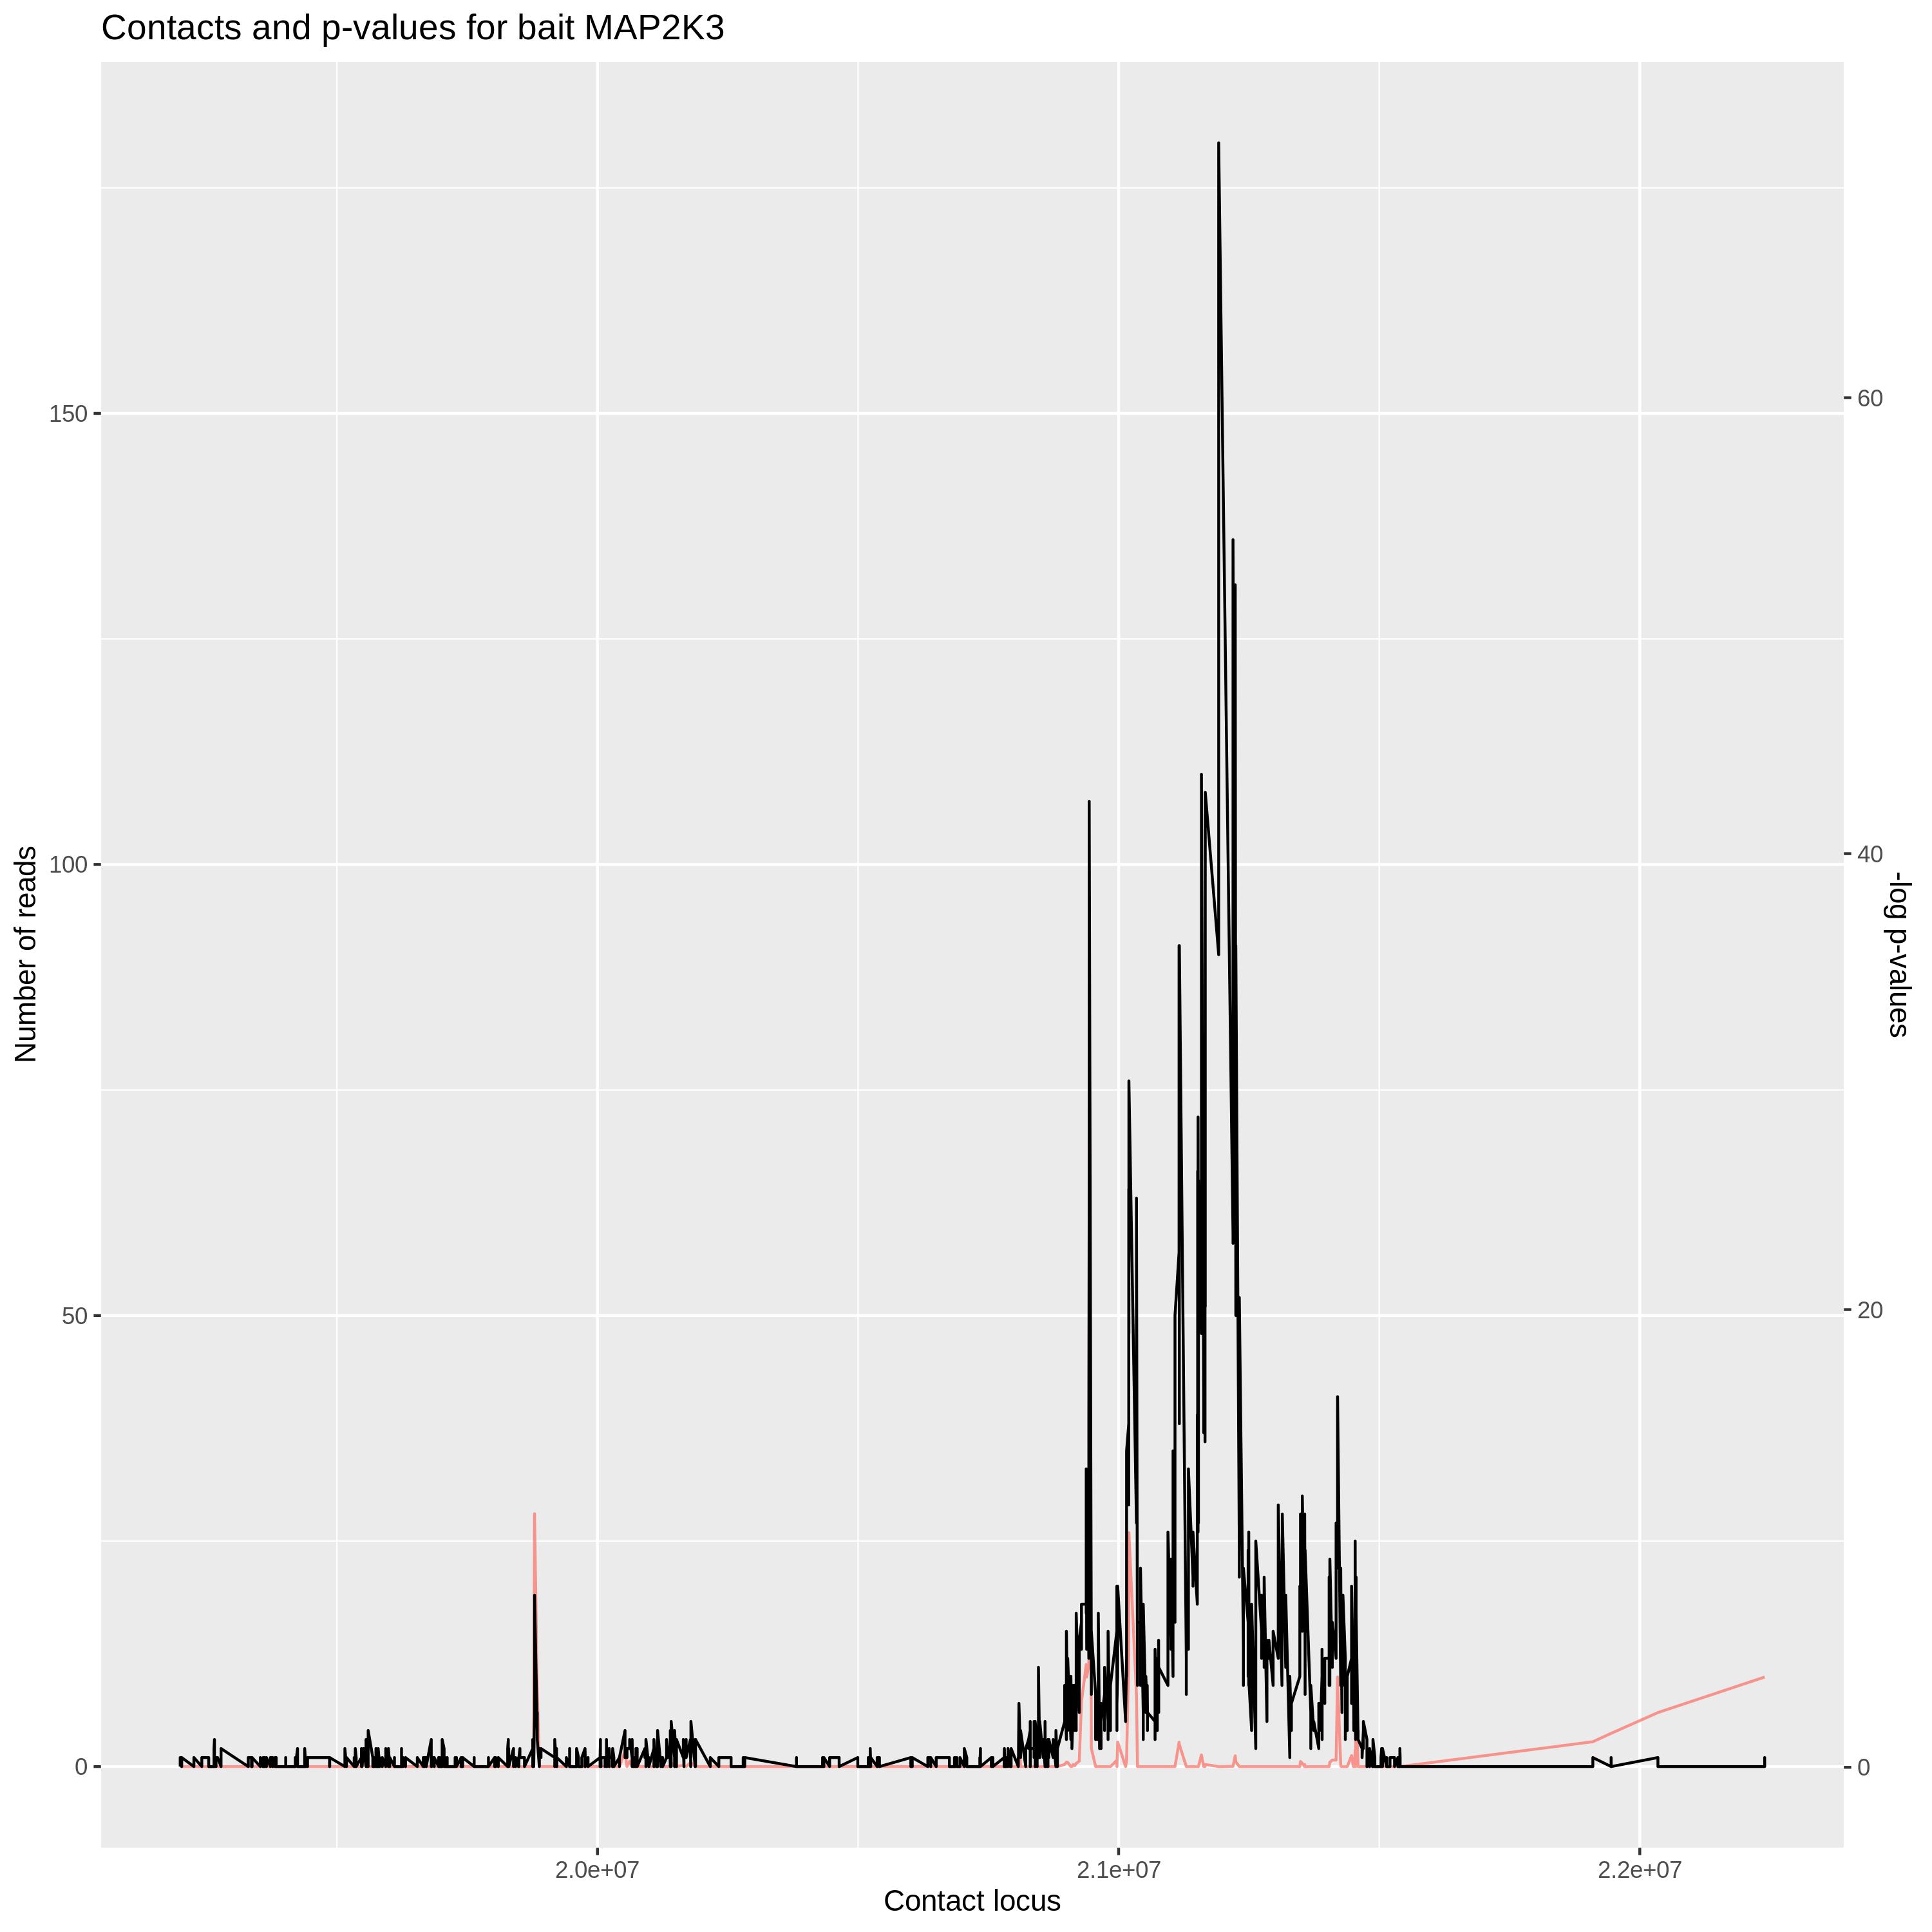 Contacts and p-values for bait MAP2K3
Number of reads
150
100
50
0
60
40
20
0
-log p-values
2.0e+07
2.1e+07
2.2e+07
Contact locus